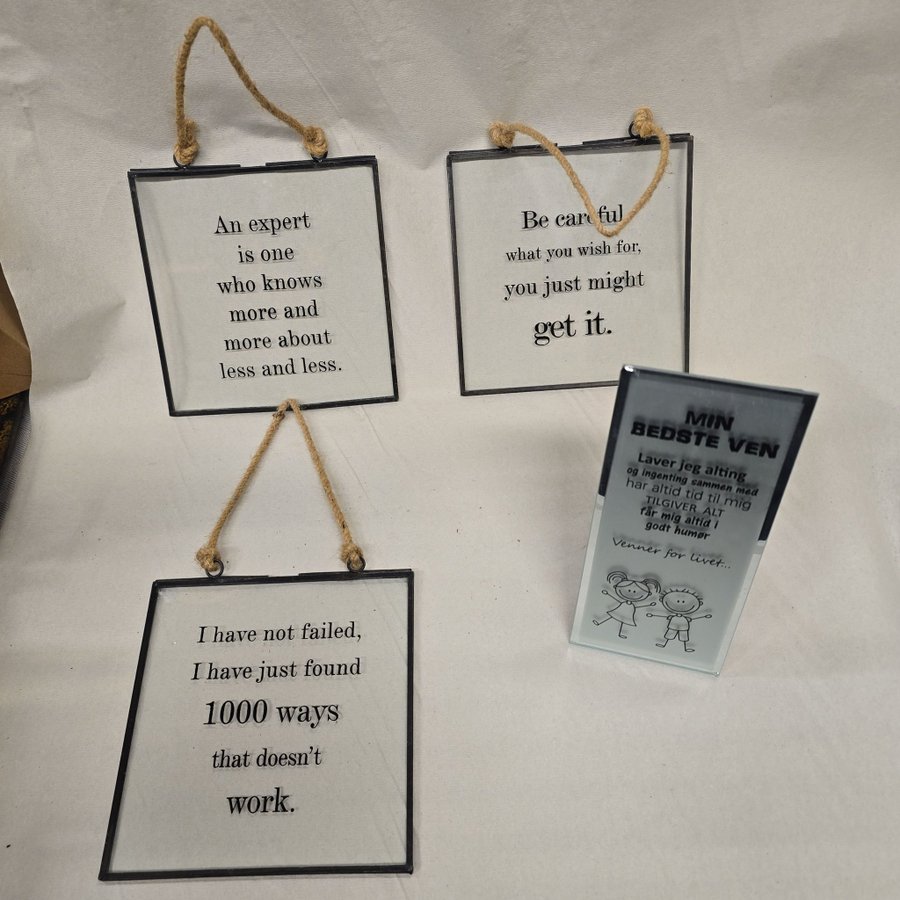 An expert
is one
who knows
more and
more about
less and less.
Be careful
what you wish for,
you just might
get it.
I have not failed,
I have just found
1000 ways
that doesn't
work.
MIN
BEDSTE VEN
Laver jeg alting
og ingenting sammen med
har altid tid til mig
TILGIVER ALT
får mig altid i
godt humør
Venner for livet...